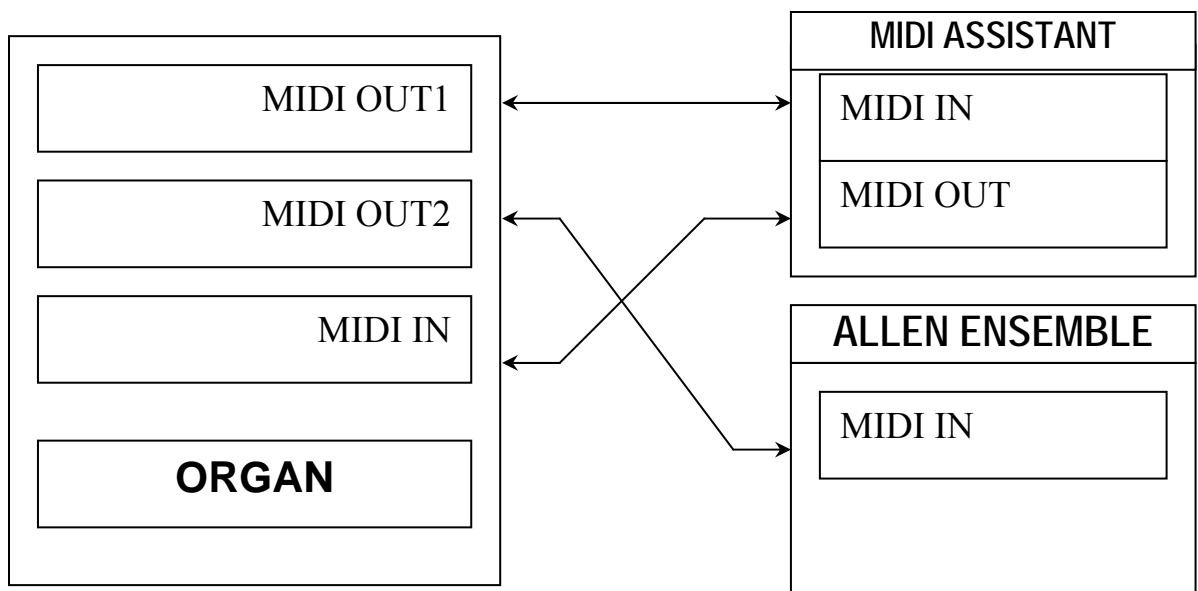 MIDI OUT1
MIDI OUT2
MIDI IN
ORGAN
MIDI ASSISTANT
MIDI IN
MIDI OUT
ALLEN ENSEMBLE
MIDI IN